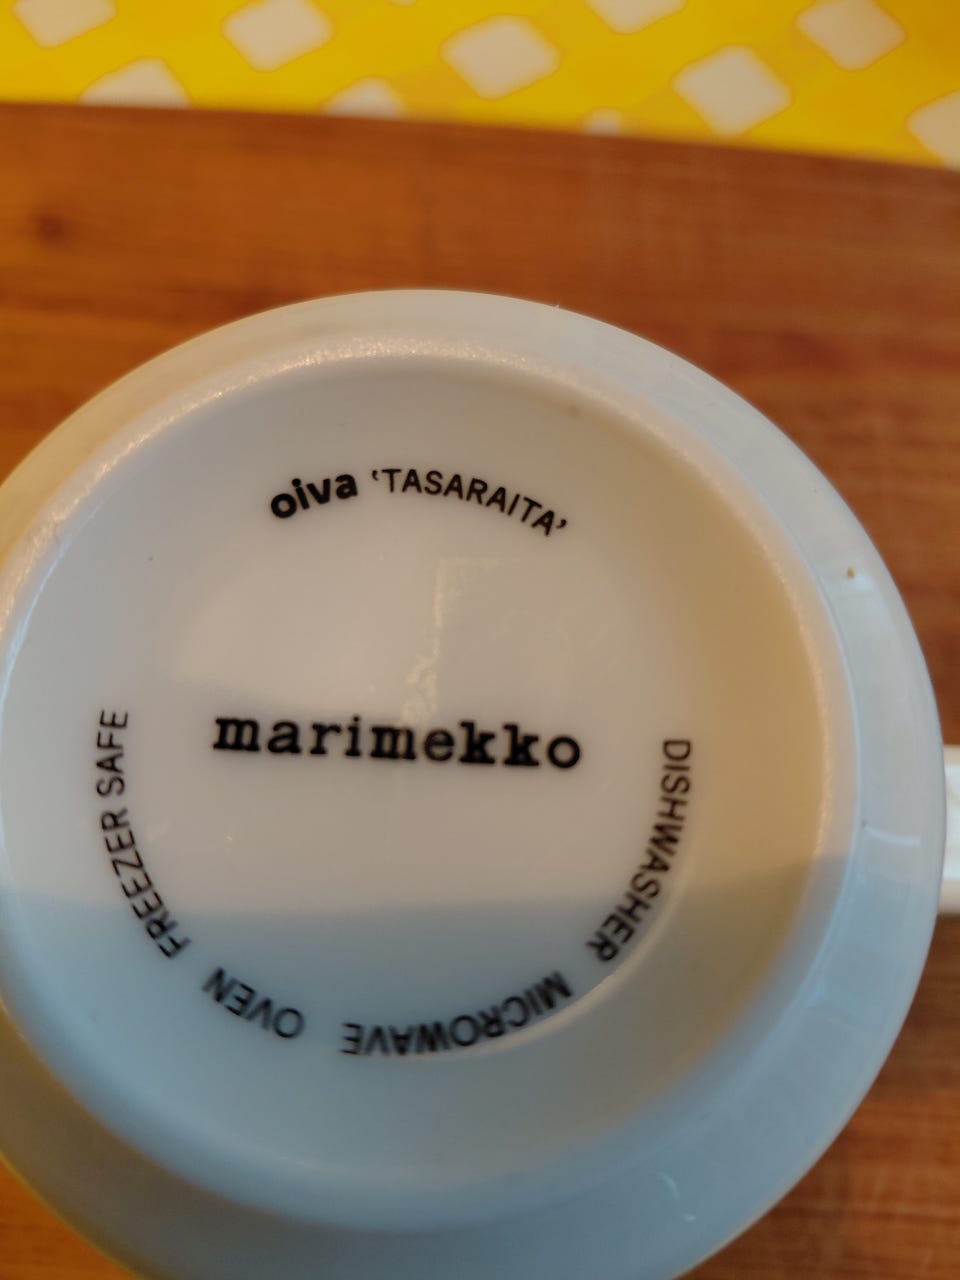 oiva ‘TASARAITA’
marimekko
DISHWASHER MICROWAVE OVEN FREEZER SAFE